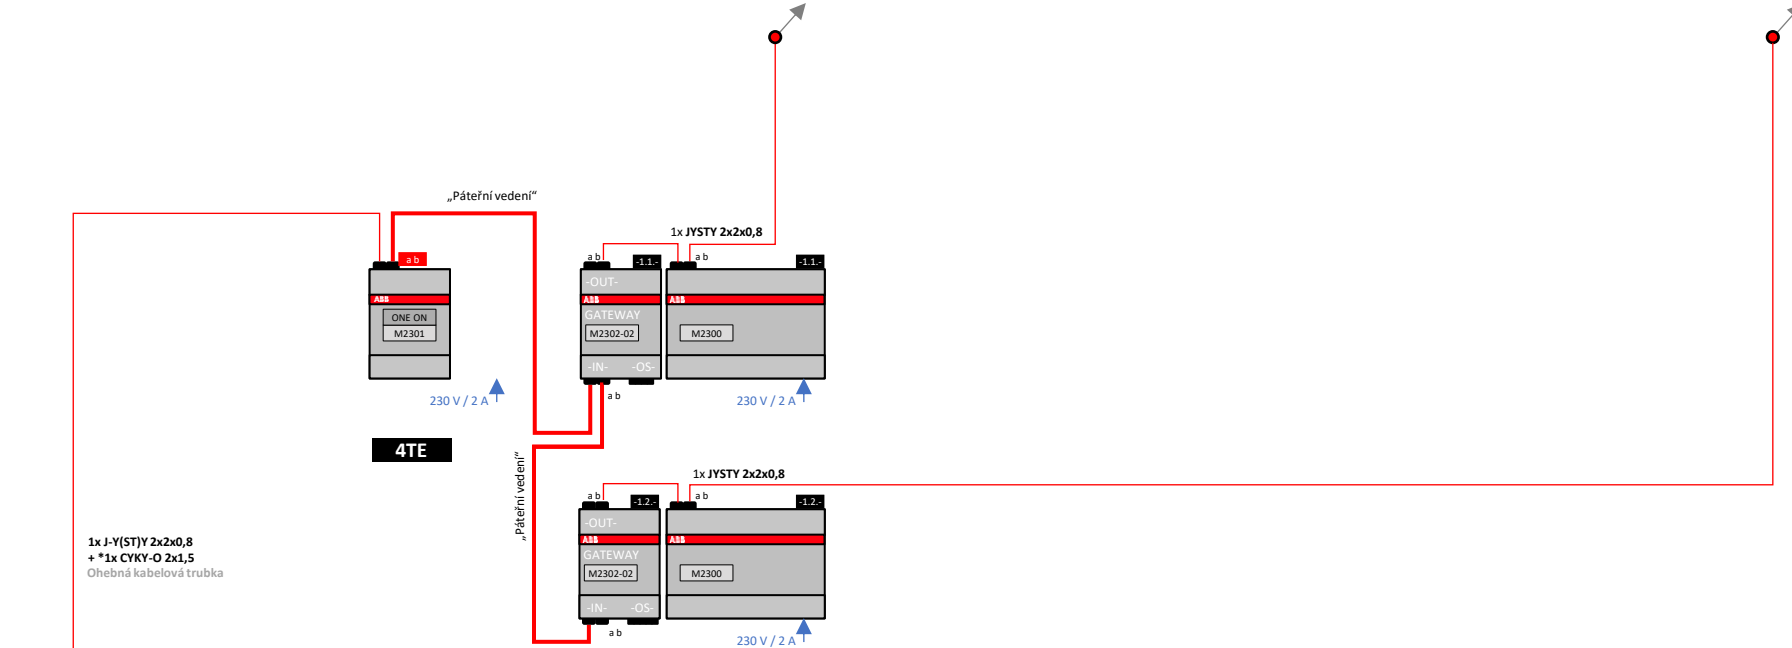 „Páteřní vedení“
1x JYSTY 2x2x0,8
a b
a b
-1.1.-
a b
-1.1.-
-OUT-
ABB
ABB
ABB
ONE ON
M2301
GATEWAY
M2302-02
M2300
-IN-
-OS-
230 V / 2 A
a b
230 V / 2 A
4TE
„Páteřní vedení“
1x JYSTY 2x2x0,8
a b
-1.2.-
a b
-1.2.-
-OUT-
ABB
ABB
GATEWAY
M2302-02
M2300
1x J-Y(ST)Y 2x2x0,8
+ *1x CYKY-O 2x1,5
Ohebná kabelová trubka
-IN-
-OS-
a b
230 V / 2 A